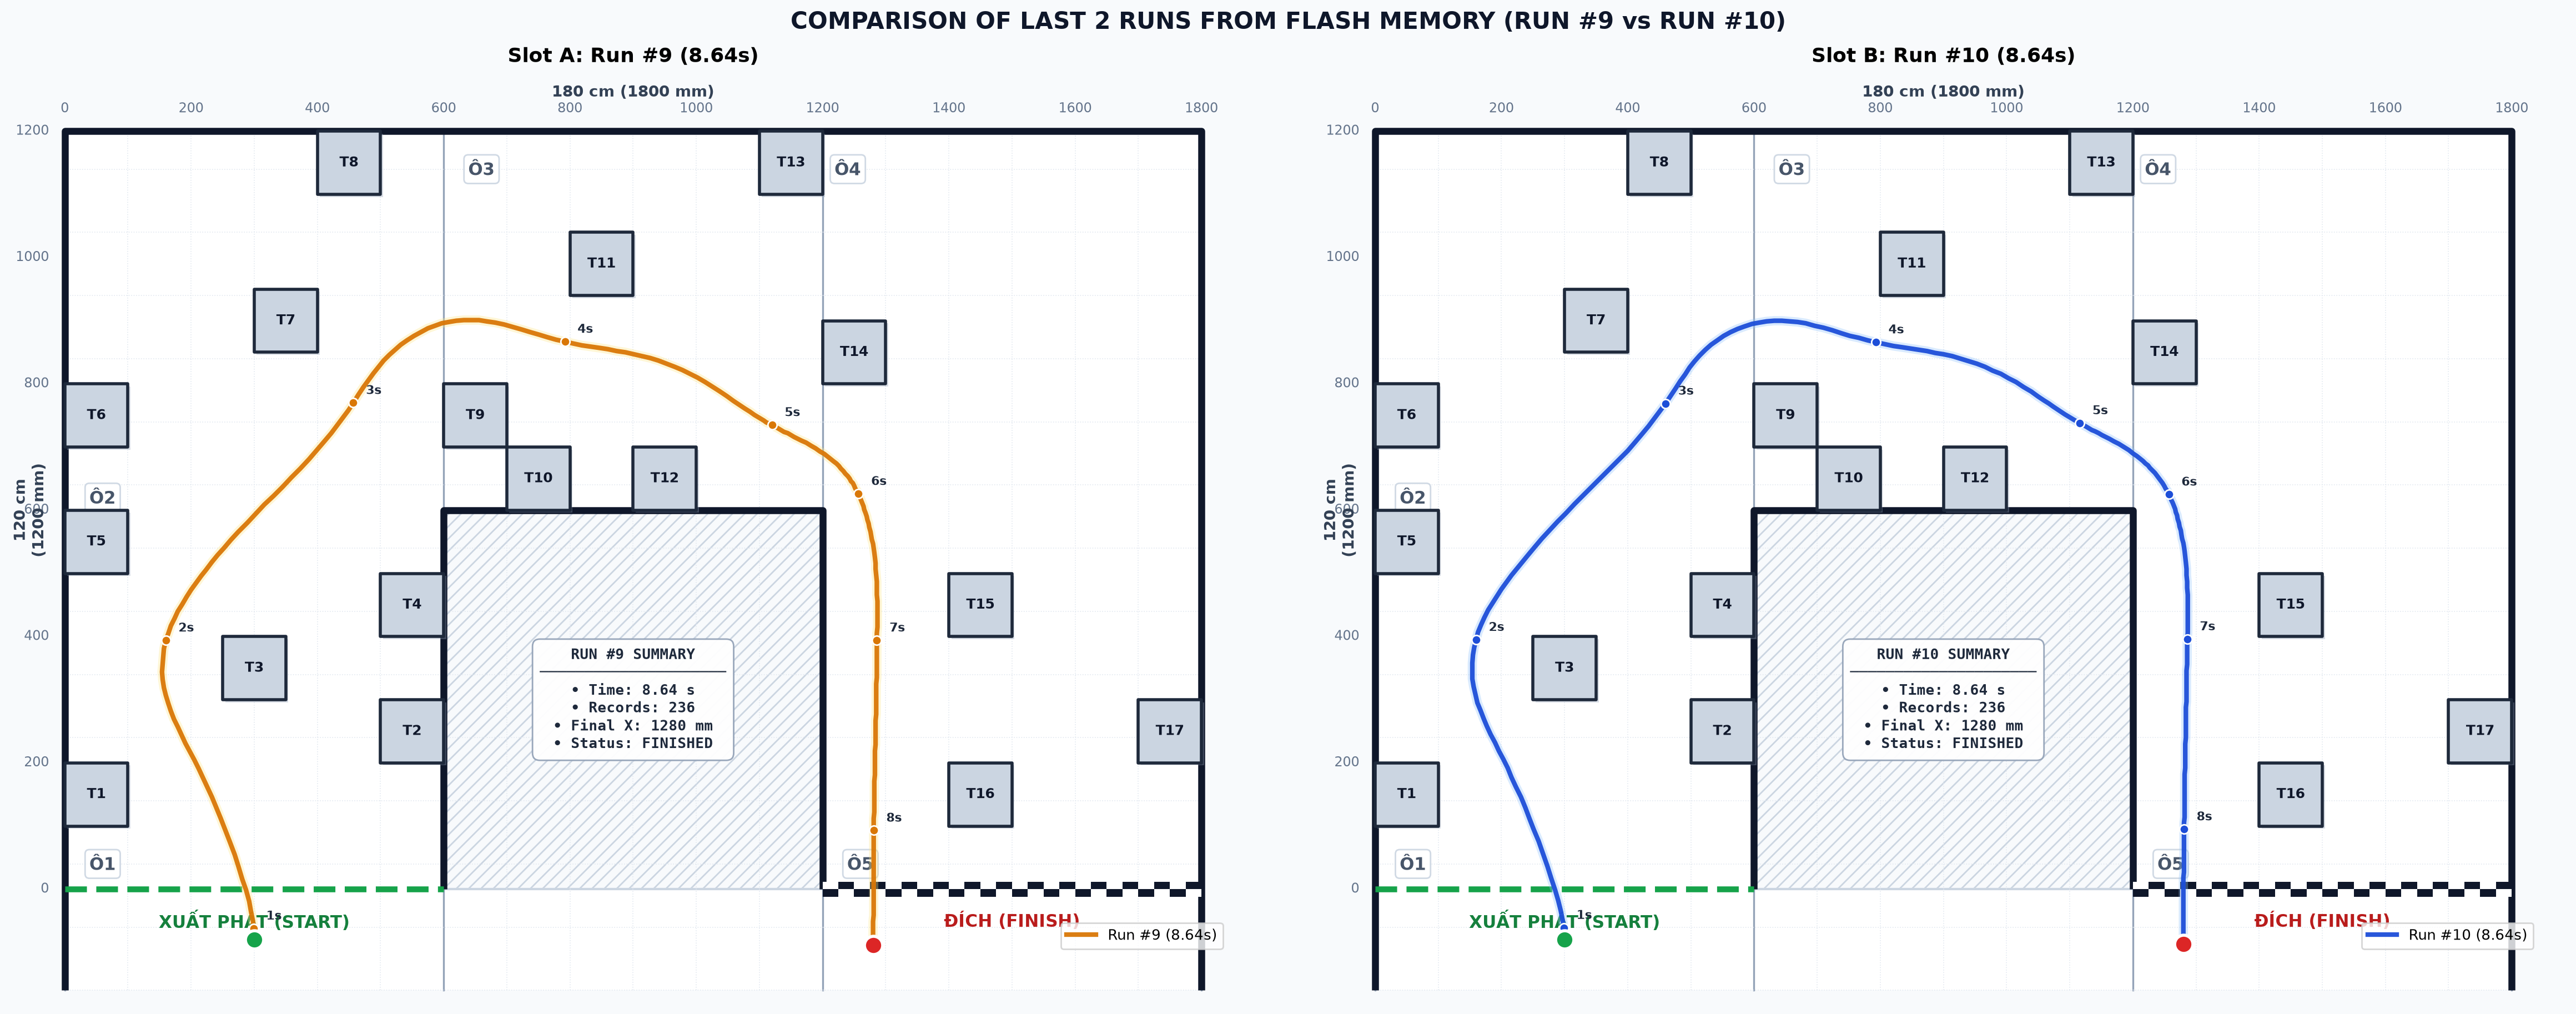 COMPARISON OF LAST 2 RUNS FROM FLASH MEMORY (RUN #9 vs RUN #10)
Slot A: Run #9 (8.64s)
180 cm (1800 mm)
0 200 400 600 800 1000 1200 1400 1600 1800
1200
1000
800
600
400
200
0
120 cm
(1200 mm)
T8
Ô3
T13
Ô4
T11
T7
4s
T14
3s
T6
T9
5s
T10
T12
6s
Ô2
T5
T4
T15
2s
7s
T3
RUN #9 SUMMARY
• Time: 8.64 s
• Records: 236
• Final X: 1280 mm
• Status: FINISHED
T2
T17
T1
T16
8s
Ô1
Ô5
1s
XUẤT PHÁT (START)
ĐÍCH (FINISH)
Run #9 (8.64s)
Slot B: Run #10 (8.64s)
180 cm (1800 mm)
0 200 400 600 800 1000 1200 1400 1600 1800
1200
1000
800
600
400
200
0
120 cm
(1200 mm)
T8
Ô3
T13
Ô4
T11
T7
4s
T14
3s
T6
T9
5s
T10
T12
6s
Ô2
T5
T4
T15
2s
7s
T3
RUN #10 SUMMARY
• Time: 8.64 s
• Records: 236
• Final X: 1280 mm
• Status: FINISHED
T2
T17
T1
T16
8s
Ô1
Ô5
1s
XUẤT PHÁT (START)
ĐÍCH (FINISH)
Run #10 (8.64s)